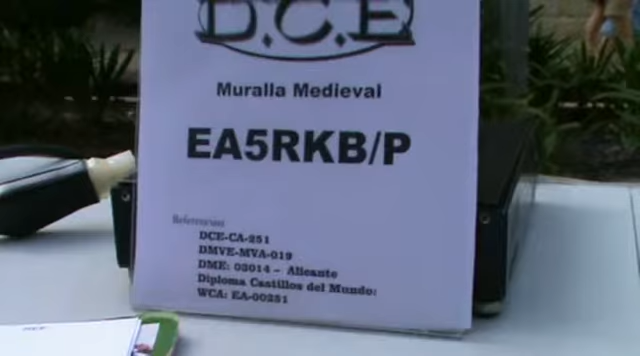 D.C.E
Muralla Medieval
EA5RKB/P
Referencias
DCE-CA-251
DMVE-MVA-019
DME: 03014 – Alicante
Diploma Castillos del Mundo:
WCA: EA-00251